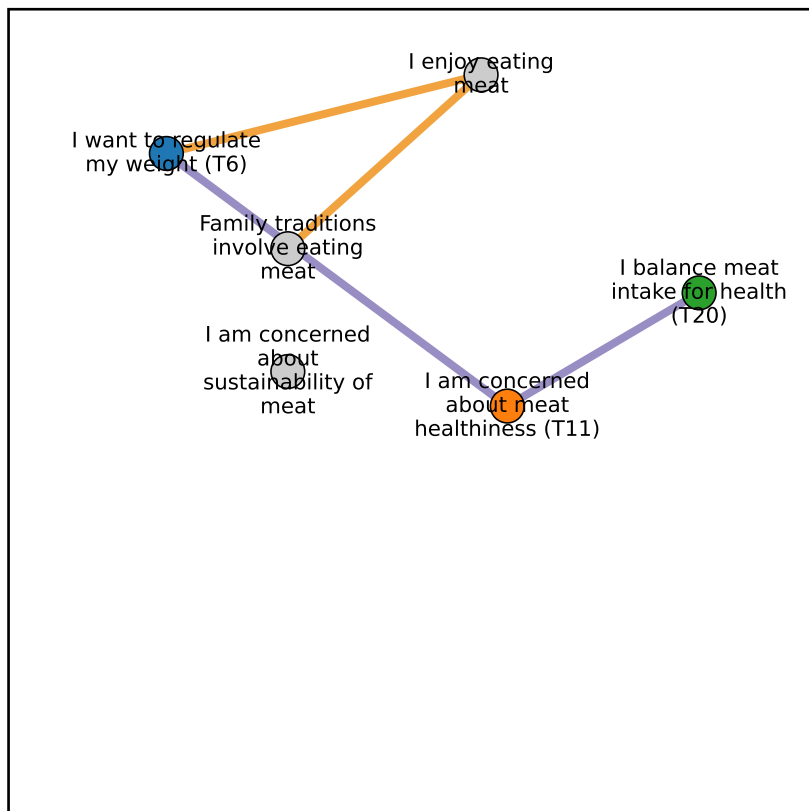 I enjoy eating
meat
I want to regulate
my weight (T6)
Family traditions
involve eating
meat
I balance meat
intake for health
(T20)
I am concerned
about
sustainability of
meat
I am concerned
about meat
healthiness (T11)